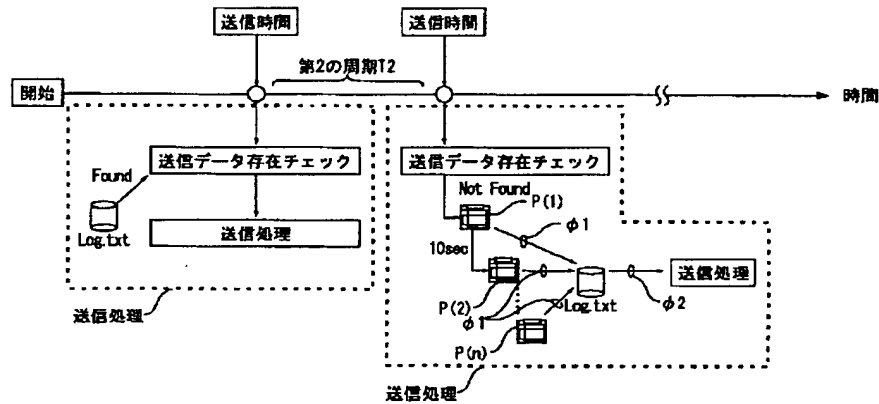 送信時間
送信時間
第2の周期T2
開始
時間
送信データ存在チェック
Found
Log.txt
送信処理
送信処理
送信データ存在チェック
Not Found
P(1)
φ1
10sec
P(2)
φ1
Log.txt
φ2
送信処理
P(n)
送信処理